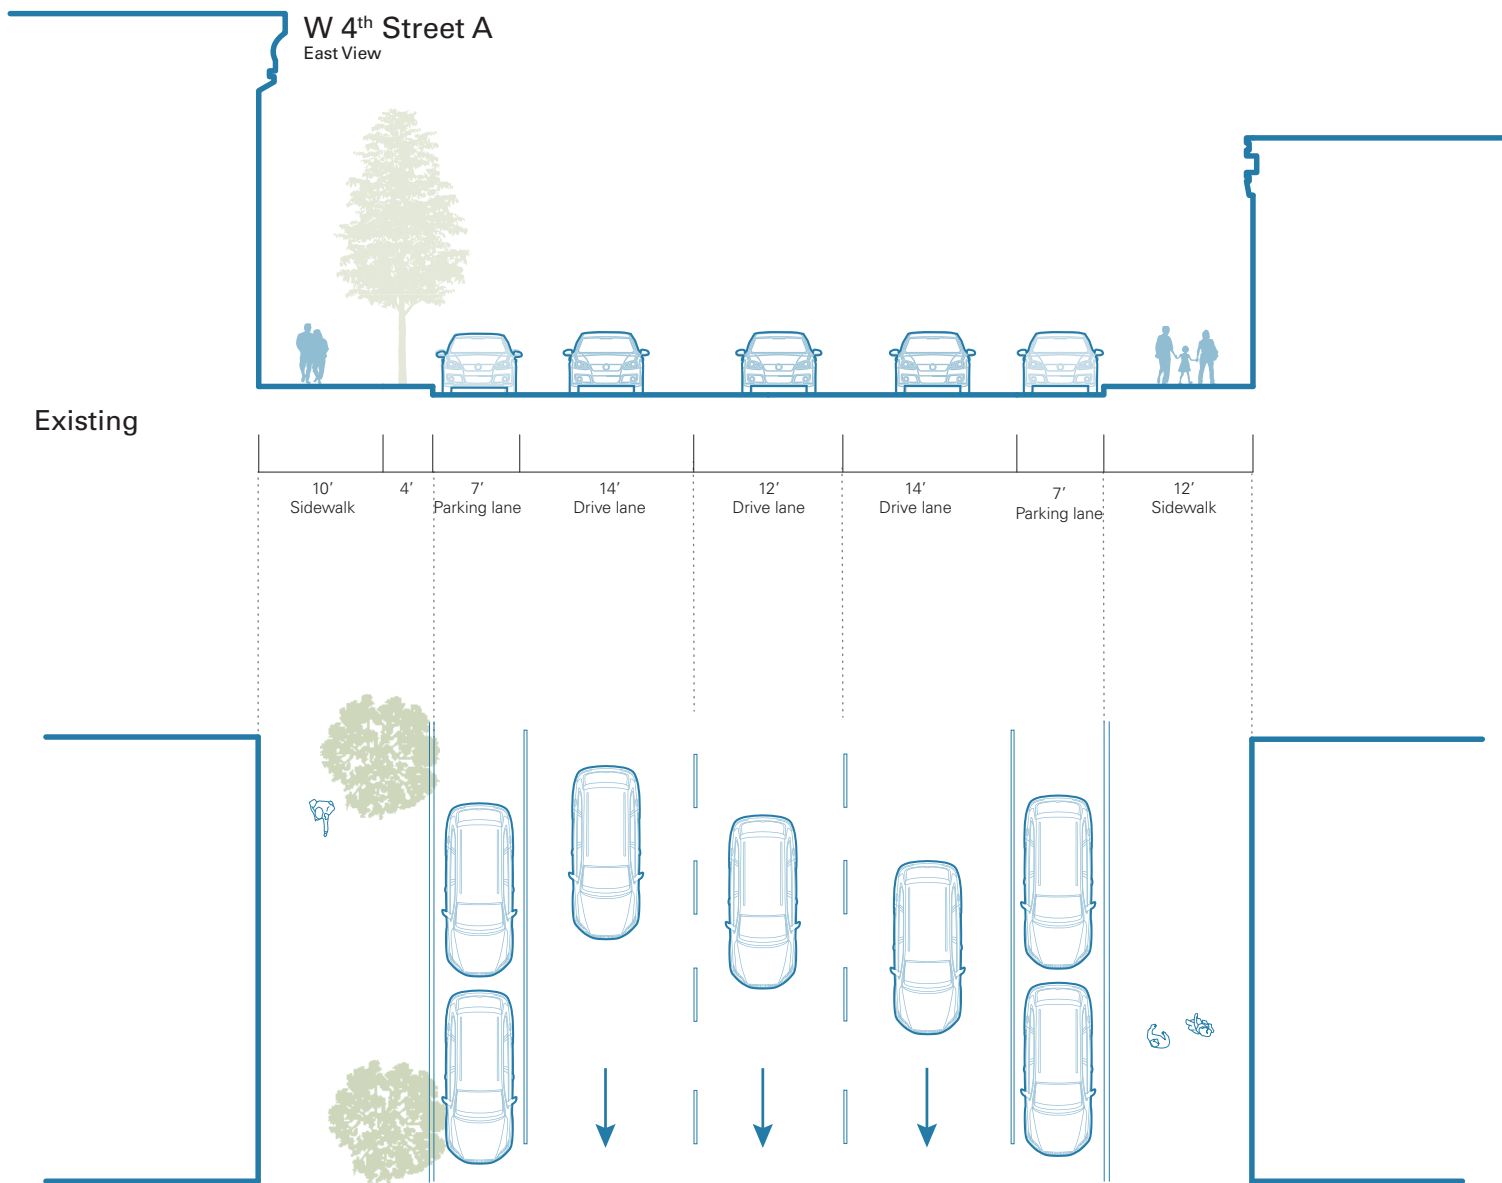 W 4th Street A
East View
Existing
10’ 4’ 7’ 14’ 12’ 14’ 7’ 12’
Sidewalk Parking lane Drive lane Drive lane Drive lane Parking lane Sidewalk